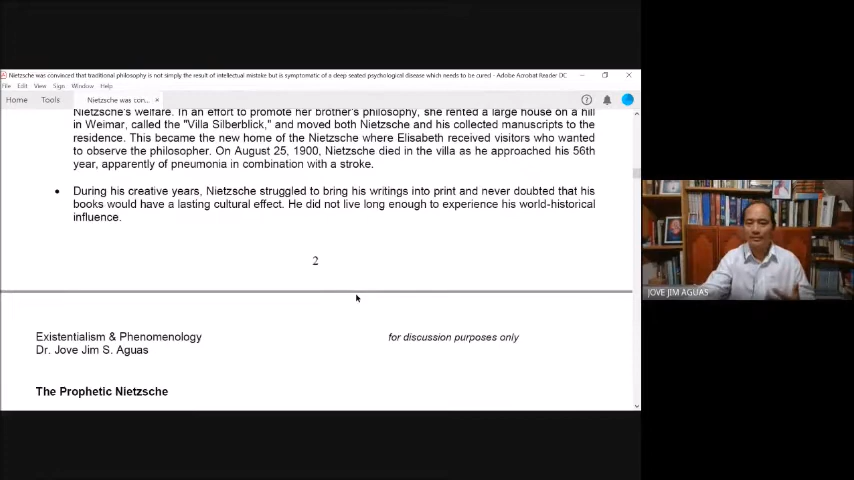 Nietzsche was convinced that traditional philosophy is not simply the result of intellectual mistake but is symptomatic of a deep seated psychological disease which needs to be cured - Adobe Acrobat Reader DC
File Edit View Sign Window Help
Home Tools Nietzsche was con... ×
Nietzsche's welfare. In an effort to promote her brother's philosophy, she rented a large house on a hill
in Weimar, called the "Villa Silberblick," and moved both Nietzsche and his collected manuscripts to the
residence. This became the new home of the Nietzsche where Elisabeth received visitors who wanted
to observe the philosopher. On August 25, 1900, Nietzsche died in the villa as he approached his 56th
year, apparently of pneumonia in combination with a stroke.
• During his creative years, Nietzsche struggled to bring his writings into print and never doubted that his
books would have a lasting cultural effect. He did not live long enough to experience his world-historical
influence.
2
JOVE JIM AGUAS
Existentialism & Phenomenology for discussion purposes only
Dr. Jove Jim S. Aguas
The Prophetic Nietzsche